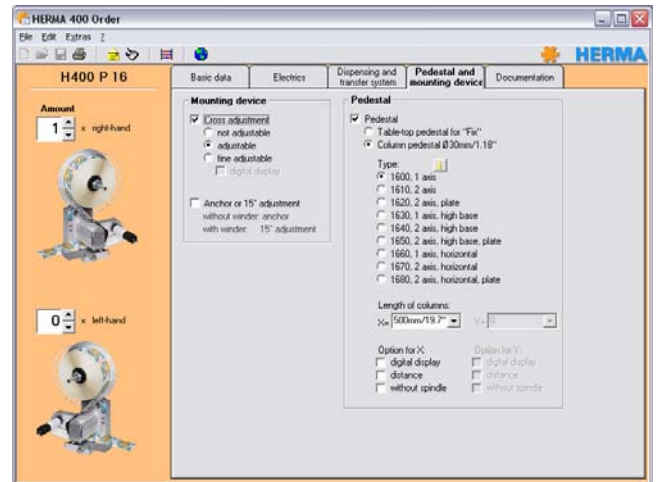 HERMA 400 Order
File Edit Extras ?
HERMA
H400 P 16
Basic data
Electrics
Dispensing and transfer system
Pedestal and mounting device
Documentation
Amount
1 x right-hand
0 x left-hand
Mounting device
Cross adjustment
not adjustable
adjustable
fine adjustable
digital display
Anchor or 15° adjustment
without winder: anchor
with winder: 15° adjustment
Pedestal
Pedestal
Table-top pedestal for "Fix"
Column pedestal Ø30mm/1.18"
Type:
1600, 1 axis
1610, 2 axis
1620, 2 axis, plate
1630, 1 axis, high base
1640, 2 axis, high base
1650, 2 axis, high base, plate
1660, 1 axis, horizontal
1670, 2 axis, horizontal
1680, 2 axis, horizontal, plate
Length of columns:
X= 500mm/19.7" Y= 0
Option for X: Option for Y:
digital display digital display
distance distance
without spindle without spindle